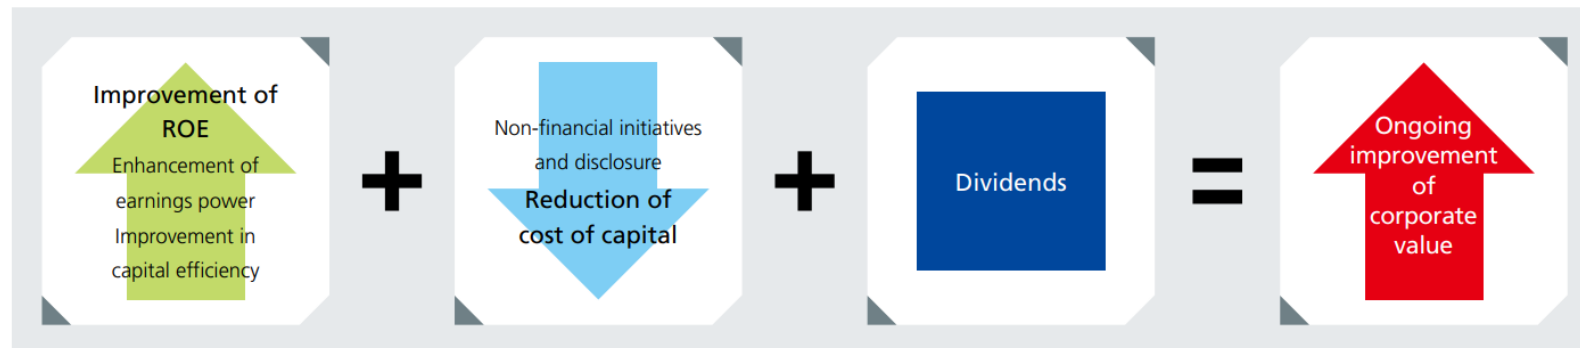 Improvement of
ROE
Enhancement of
earnings power
Improvement in
capital efficiency
+
Non-financial initiatives
and disclosure
Reduction of
cost of capital
+
Dividends
=
Ongoing
improvement
of
corporate
value